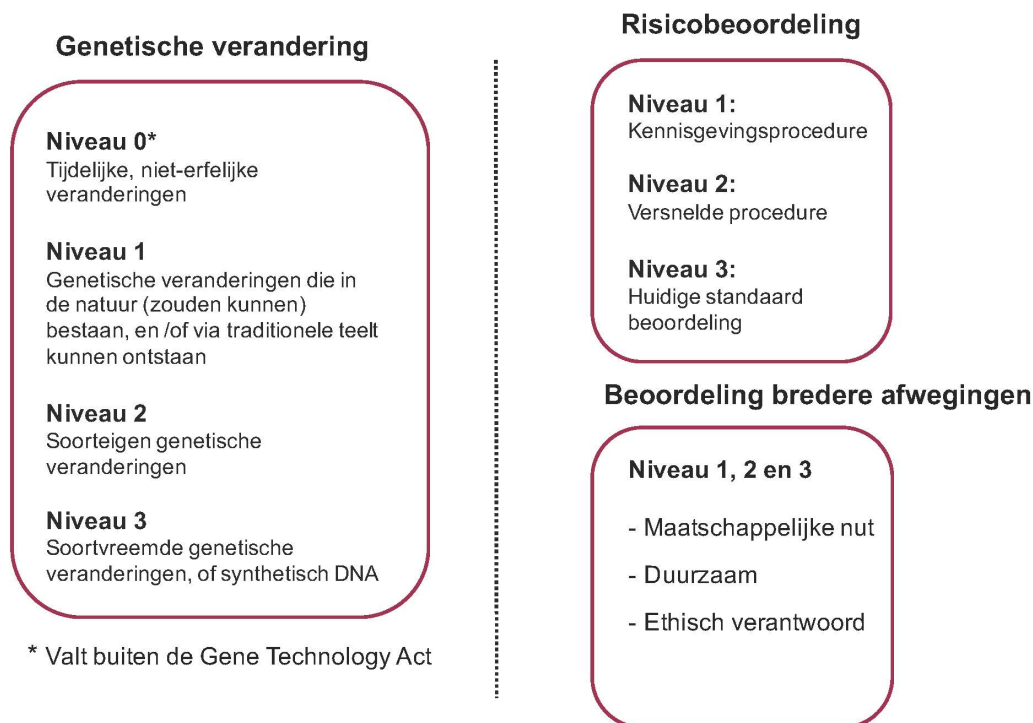 Genetische verandering
Niveau 0*
Tijdelijke, niet-erfelijke
veranderingen
Niveau 1
Genetische veranderingen die in
de natuur (zouden kunnen)
bestaan, en /of via traditionele teelt
kunnen ontstaan
Niveau 2
Soorteigen genetische
veranderingen
Niveau 3
Soortvreemde genetische
veranderingen, of synthetisch DNA
* Valt buiten de Gene Technology Act
Risicobeoordeling
Niveau 1:
Kennisgevingsprocedure
Niveau 2:
Versnelde procedure
Niveau 3:
Huidige standaard
beoordeling
Beoordeling bredere afwegingen
Niveau 1, 2 en 3
- Maatschappelijke nut
- Duurzaam
- Ethisch verantwoord